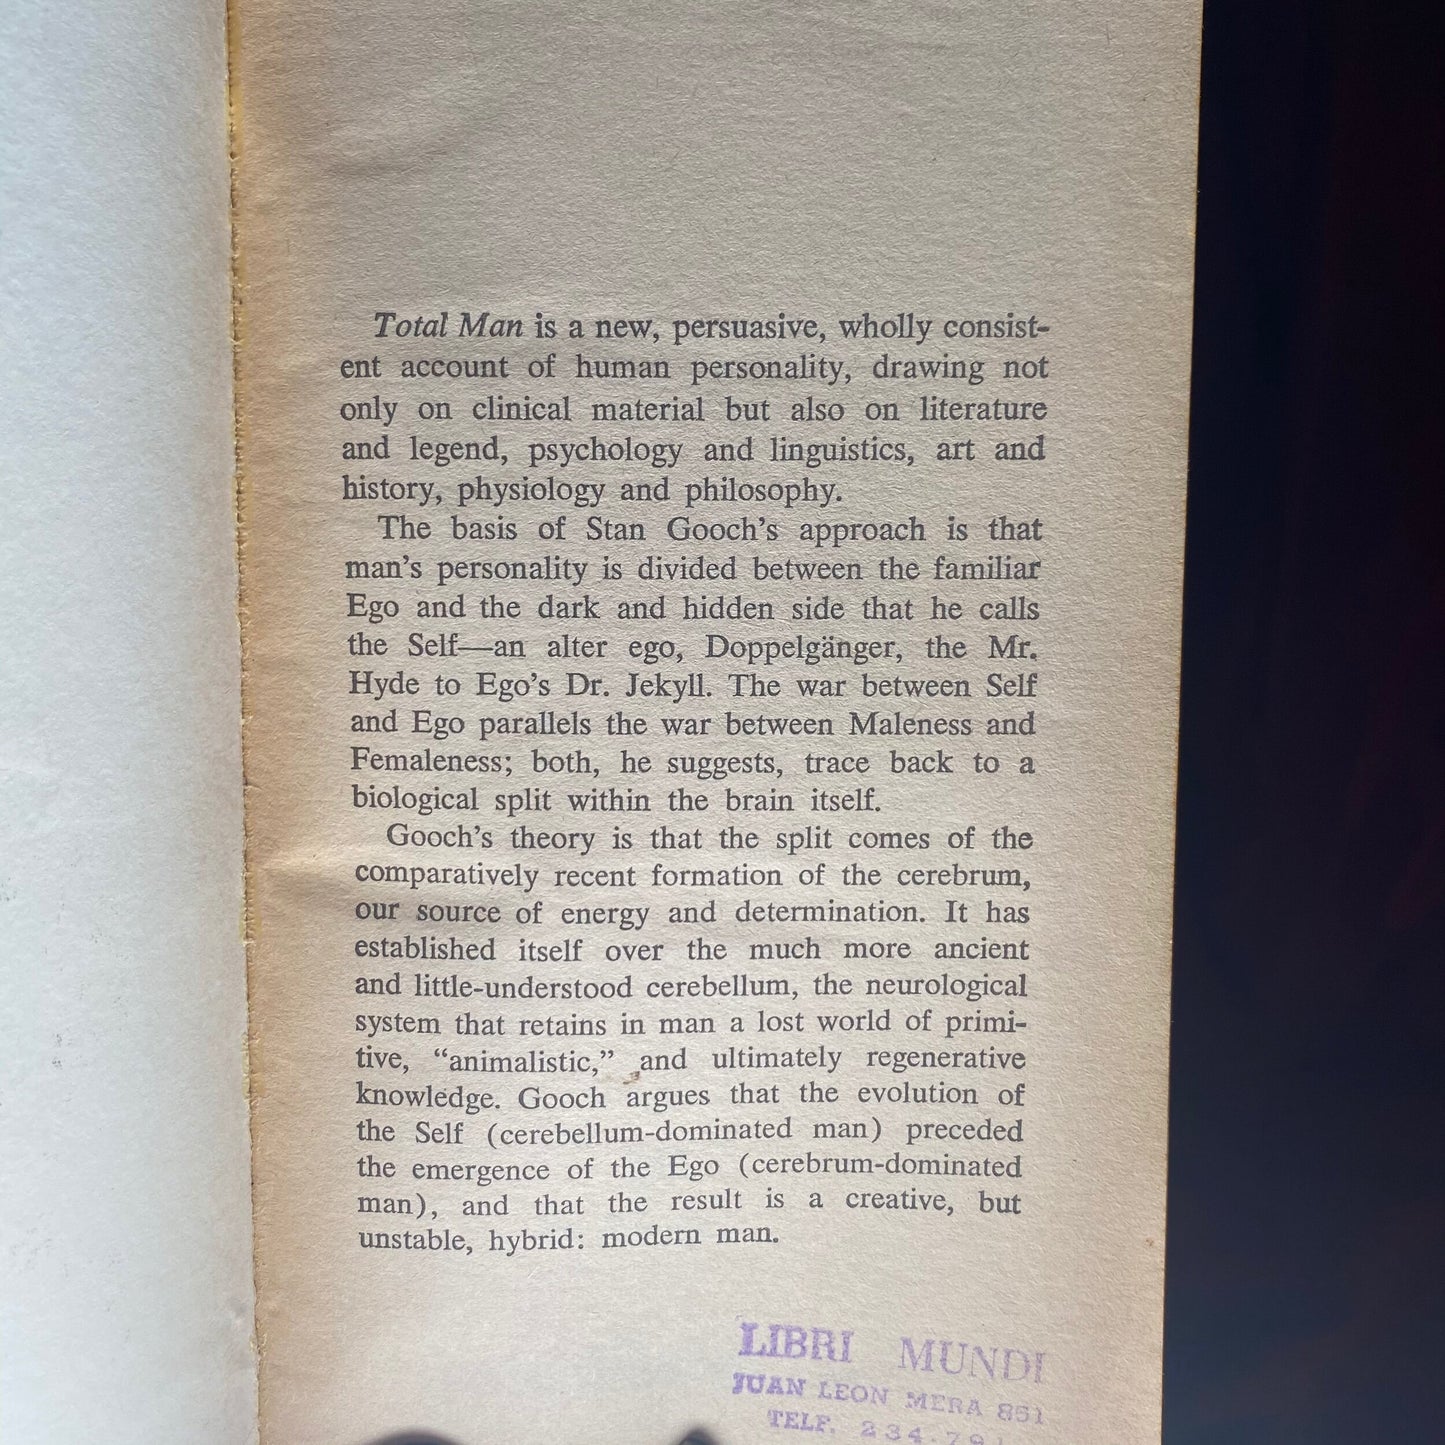 Total Man is a new, persuasive, wholly consist-
ent account of human personality, drawing not
only on clinical material but also on literature
and legend, psychology and linguistics, art and
history, physiology and philosophy.
The basis of Stan Gooch's approach is that
man's personality is divided between the familiar
Ego and the dark and hidden side that he calls
the Self—an alter ego, Doppelgänger, the Mr.
Hyde to Ego's Dr. Jekyll. The war between Self
and Ego parallels the war between Maleness and
Femaleness; both, he suggests, trace back to a
biological split within the brain itself.
Gooch's theory is that the split comes of the
comparatively recent formation of the cerebrum,
our source of energy and determination. It has
established itself over the much more ancient
and little-understood cerebellum, the neurological
system that retains in man a lost world of primi-
tive, “animalistic,” and ultimately regenerative
knowledge. Gooch argues that the evolution of
the Self (cerebellum-dominated man) preceded
the emergence of the Ego (cerebrum-dominated
man), and that the result is a creative, but
unstable, hybrid: modern man.
LIBRI MUNDI
JUAN LEON MERA 851
TELF. 234-791